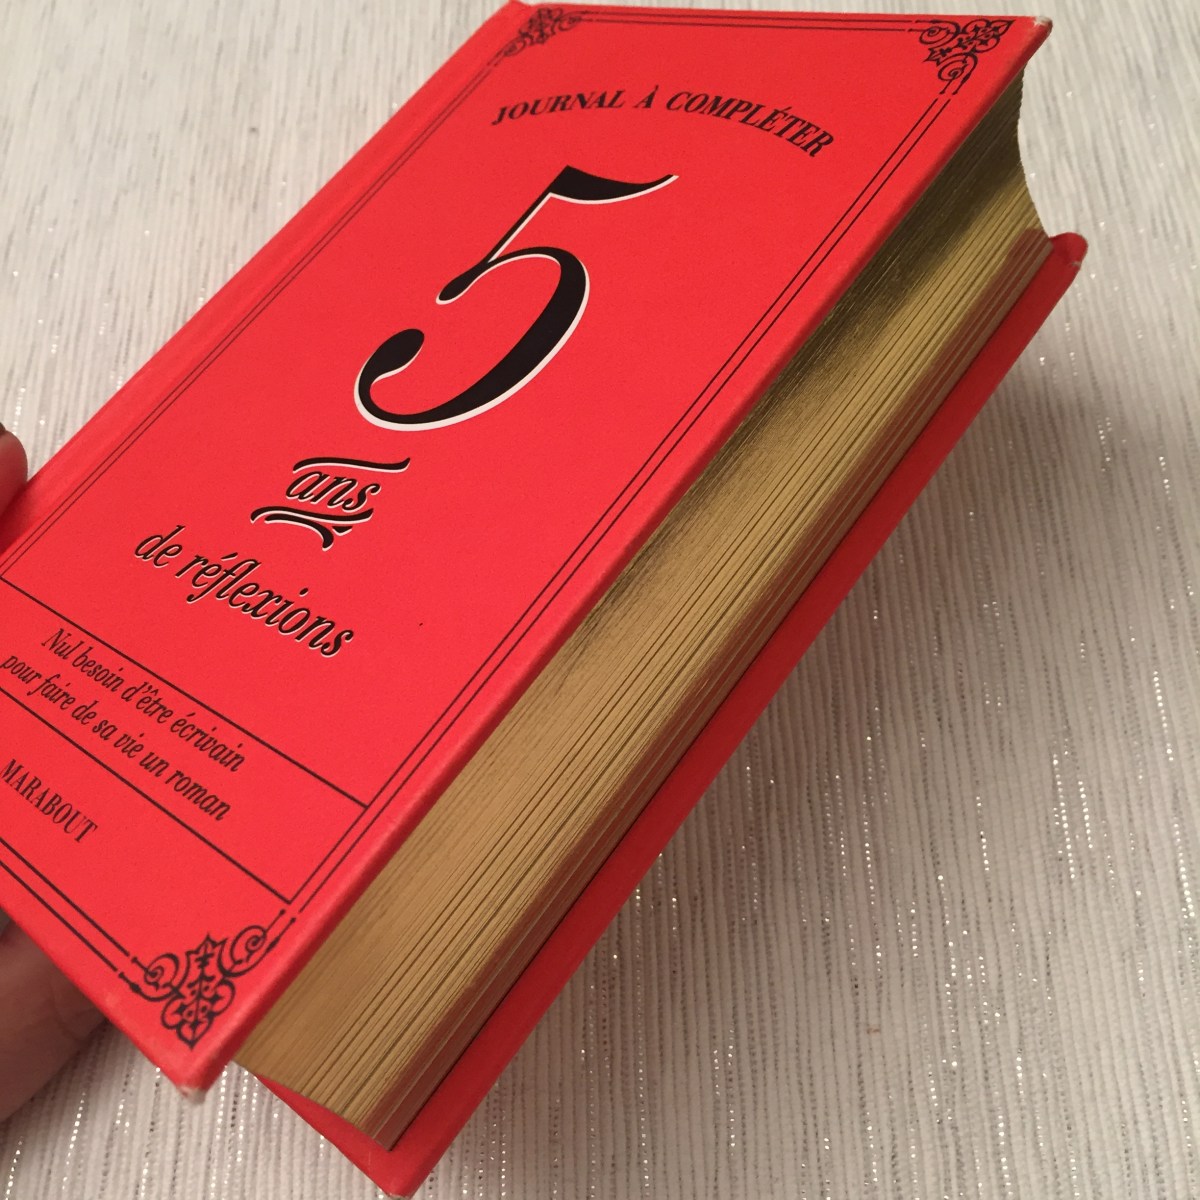 JOURNAL À COMPLÉTER
5
ans
de réflexions
Nul besoin d'être écrivain
pour faire de sa vie un roman
MARABOUT